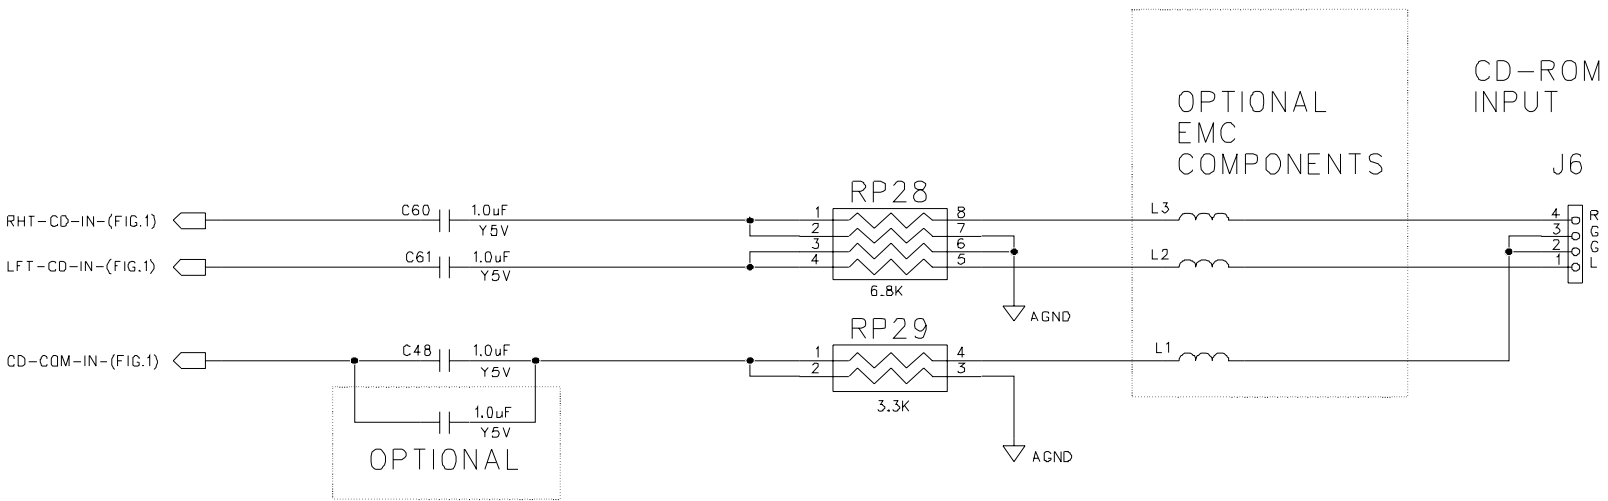 CD-ROM
INPUT
OPTIONAL
EMC
COMPONENTS
J6
RP28
RHT-CD-IN-(FIG.1)
C60
1.0uF
Y5V
1
8
L3
4
R
2
7
3
G
3
6
2
G
LFT-CD-IN-(FIG.1)
C61
1.0uF
Y5V
4
5
L2
1
L
6.8K
AGND
RP29
CD-COM-IN-(FIG.1)
C48
1.0uF
Y5V
1
4
L1
2
3
3.3K
1.0uF
Y5V
OPTIONAL
AGND